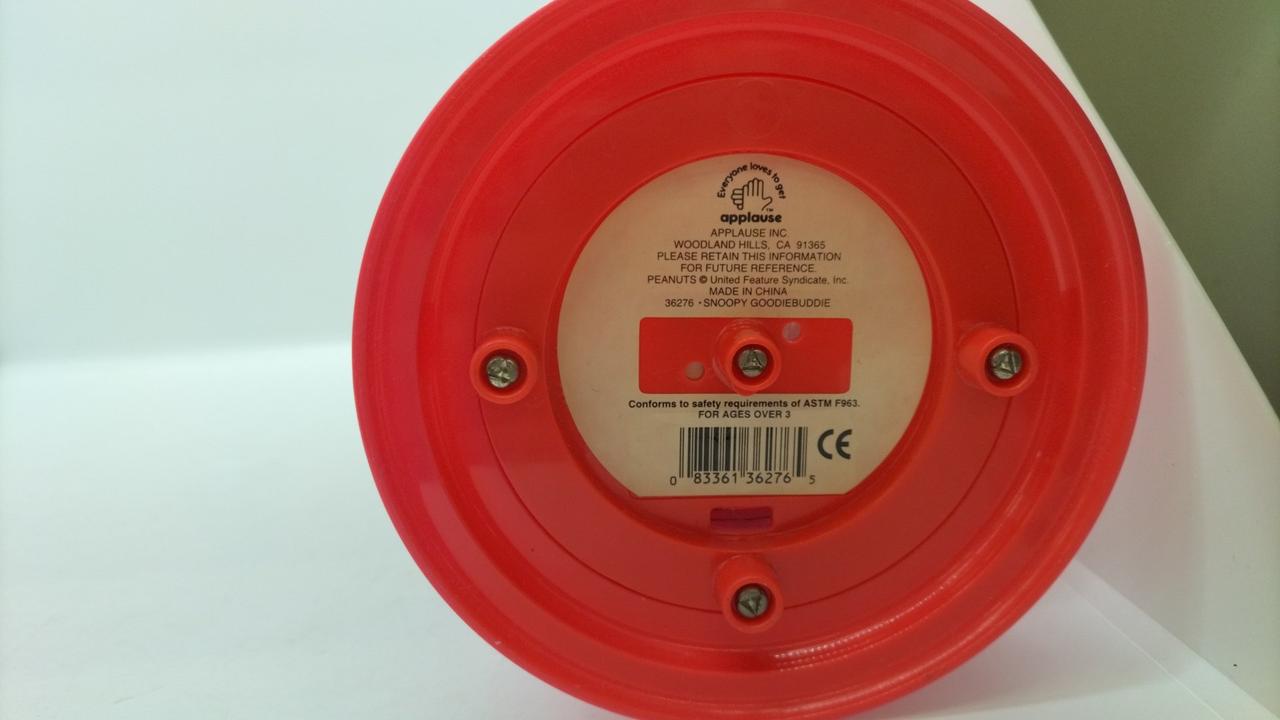 Everyone loves to get
applause™
APPLAUSE INC.
WOODLAND HILLS, CA 91365
PLEASE RETAIN THIS INFORMATION
FOR FUTURE REFERENCE.
PEANUTS © United Feature Syndicate, Inc.
MADE IN CHINA
36276 • SNOOPY GOODIEBUDDIE
Conforms to safety requirements of ASTM F963.
FOR AGES OVER 3
CE
0 83361 36276 5